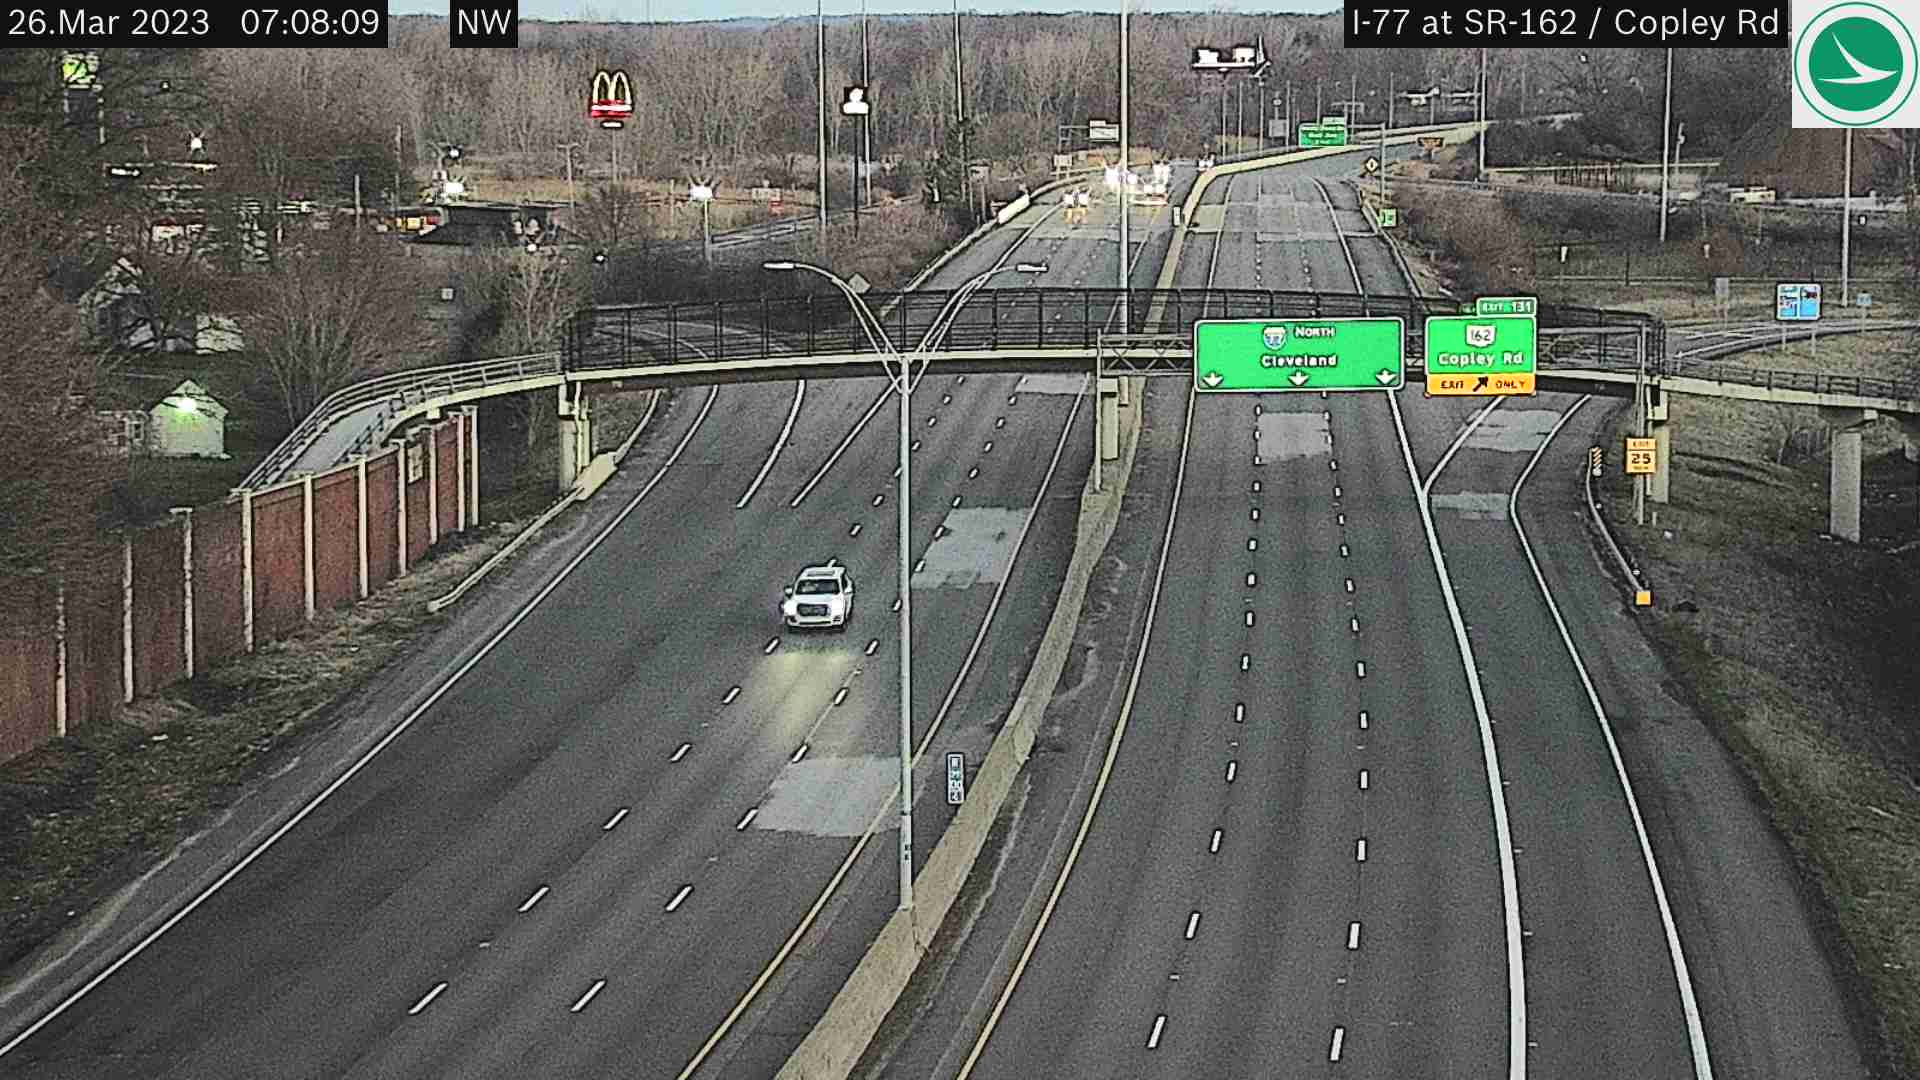 26.Mar 2023 07:08:09
NW
I-77 at SR-162 / Copley Rd
EXIT 131
77 NORTH
Cleveland
162
Copley Rd
EXIT ONLY
EXIT
25